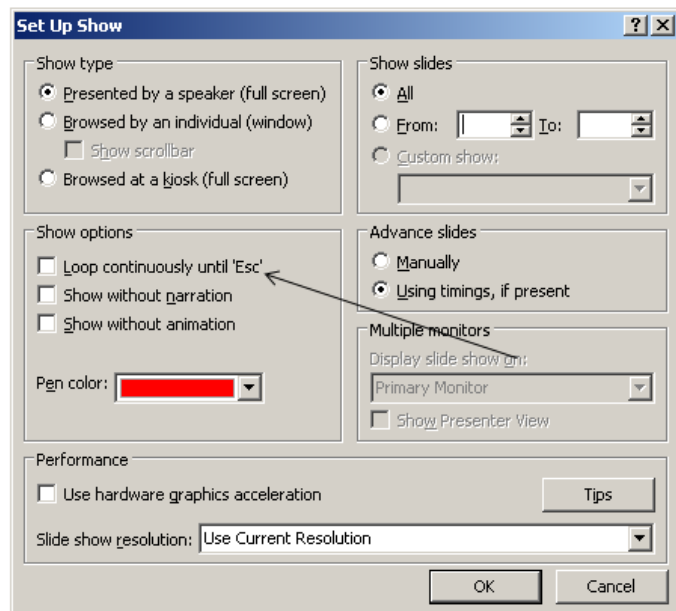 Set Up Show
Show type
Presented by a speaker (full screen)
Browsed by an individual (window)
Show scrollbar
Browsed at a kiosk (full screen)
Show slides
All
From: To:
Custom show:
Show options
Loop continuously until 'Esc'
Show without narration
Show without animation
Pen color:
Advance slides
Manually
Using timings, if present
Multiple monitors
Display slide show on:
Primary Monitor
Show Presenter View
Performance
Use hardware graphics acceleration
Tips
Slide show resolution: Use Current Resolution
OK Cancel